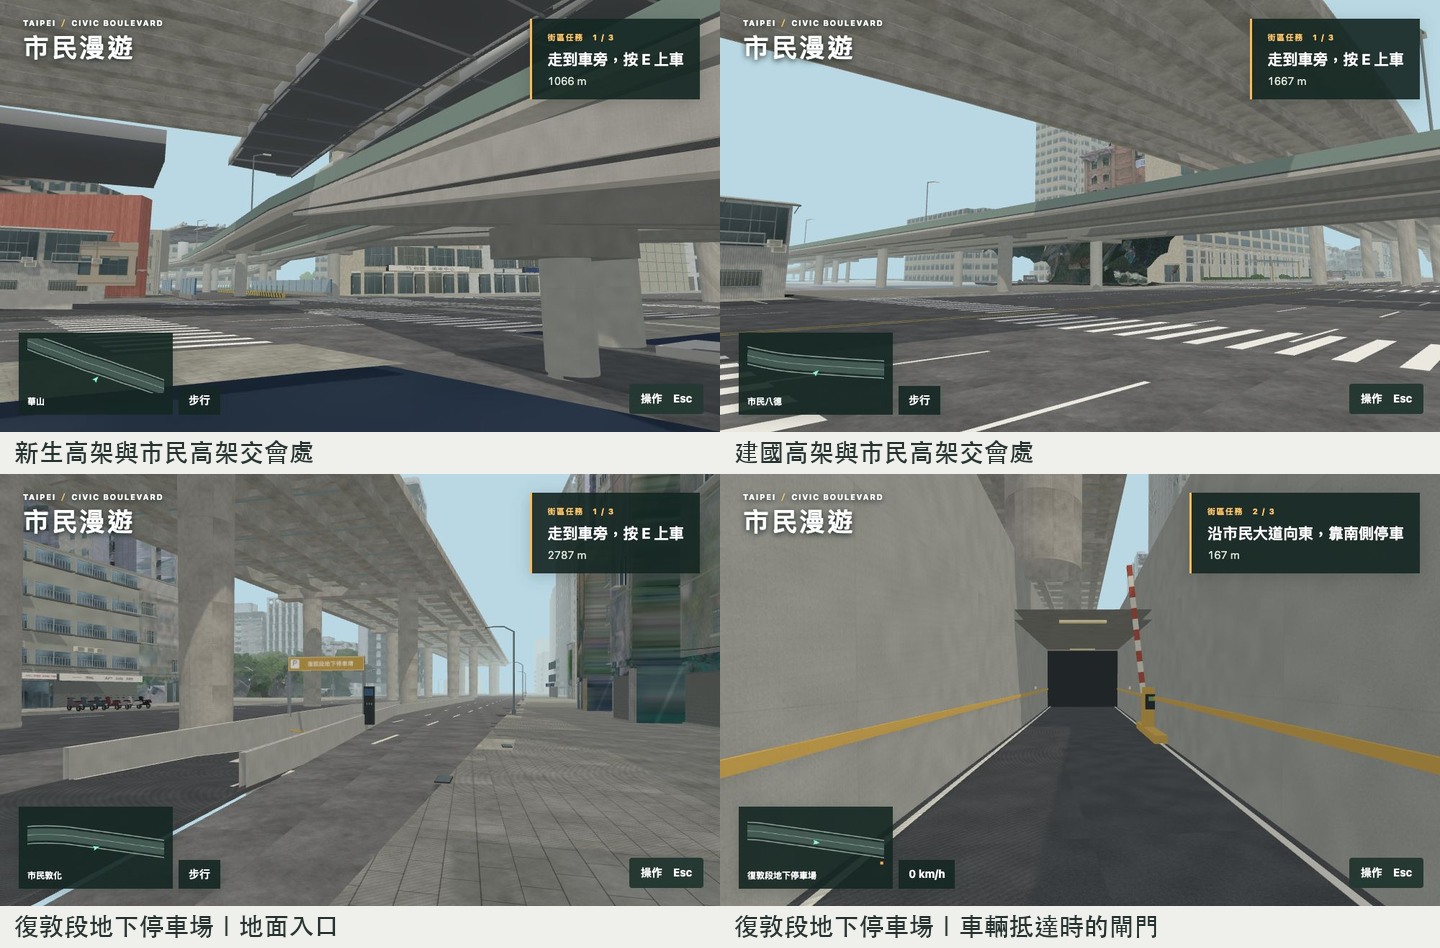 TAIPEI / CIVIC BOULEVARD
市民漫遊
街區任務 1 / 3
走到車旁，按 E 上車
1066 m
華山
步行
操作 Esc
新生高架與市民高架交會處
TAIPEI / CIVIC BOULEVARD
市民漫遊
街區任務 1 / 3
走到車旁，按 E 上車
1667 m
市民八德
步行
操作 Esc
建國高架與市民高架交會處
TAIPEI / CIVIC BOULEVARD
市民漫遊
街區任務 1 / 3
走到車旁，按 E 上車
2787 m
P 復敦段地下停車場
市民敦化
步行
操作 Esc
復敦段地下停車場｜地面入口
TAIPEI / CIVIC BOULEVARD
市民漫遊
街區任務 2 / 3
沿市民大道向東，靠南側停車
167 m
復敦段地下停車場
0 km/h
操作 Esc
復敦段地下停車場｜車輛抵達時的閘門